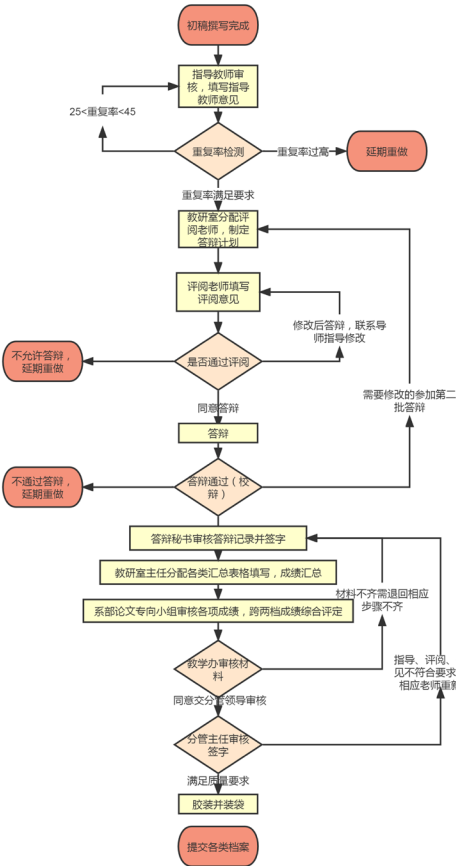 初稿撰写完成
指导教师审
核，填写指导
教师意见
25<重复率<45
重复率检测
重复率过高
延期重做
重复率满足要求
教研室分配评
阅老师，制定
答辩计划
评阅老师填写
评阅意见
修改后答辩，联系导
师指导修改
不允许答辩，
延期重做
是否通过评阅
需要修改的参加第二
批答辩
同意答辩
答辩
不通过答辩，
延期重做
答辩通过（校
辩）
答辩秘书审核答辩记录并签字
教研室主任分配各类汇总表格填写，成绩汇总
材料不齐需退回相应
步骤不齐
系部论文专向小组审核各项成绩，跨两档成绩综合评定
教学办审核材
料
指导、评阅、
见不符合要求
相应老师重新
同意交分管领导审核
分管主任审核
签字
满足质量要求
胶装并装袋
提交各类档案